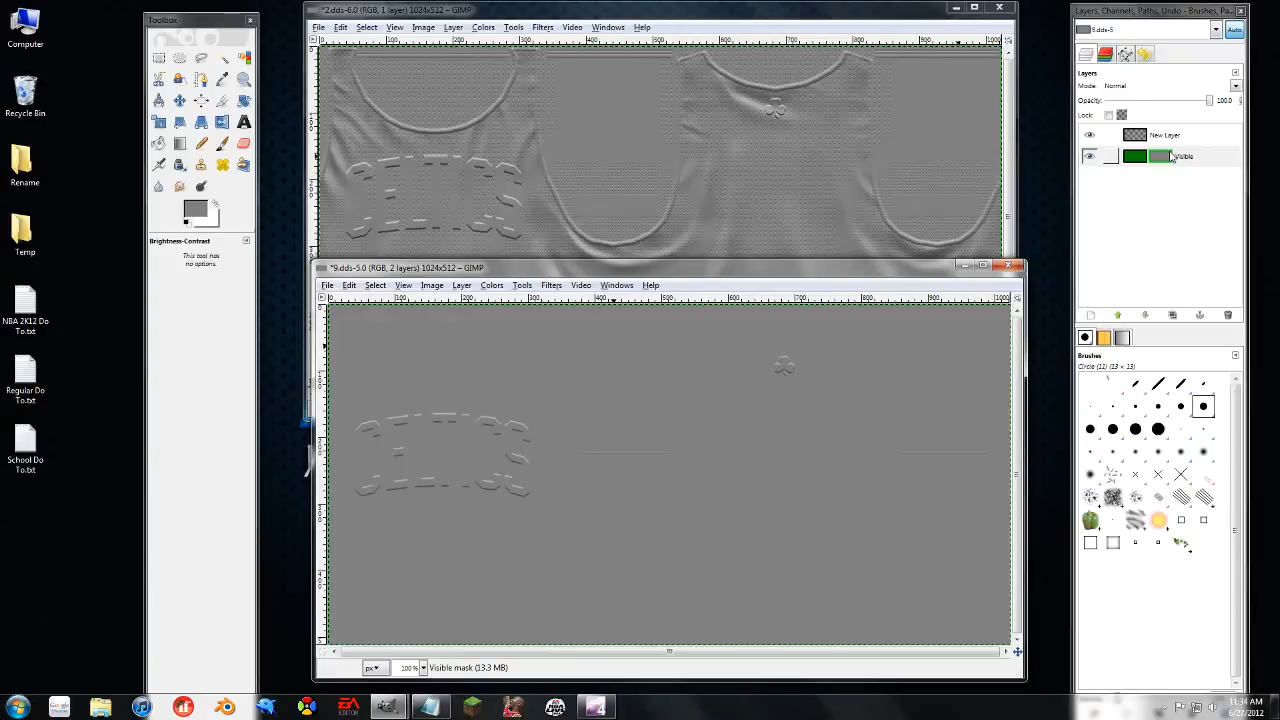 Computer
Recycle Bin
Rename
Temp
NBA 2K12 Do
To.txt
Regular Do
To.txt
School Do
To.txt
Toolbox
Brightness-Contrast
This tool has
no options.
*2.dds-6.0 (RGB, 1 layer) 1024x512 – GIMP
File Edit Select View Image Layer Colors Tools Filters Video Windows Help
*9.dds-5.0 (RGB, 2 layers) 1024x512 – GIMP
File Edit Select View Image Layer Colors Tools Filters Video Windows Help
px
100%
Visible mask (13.3 MB)
Layers, Channels, Paths, Undo - Brushes, Pa...
9.dds-5
Auto
Layers
Mode: Normal
Opacity: 100.0
Lock:
New Layer
Visible
Brushes
Circle (11) (13 × 13)
EA
EDITOR
11:34 AM
6/27/2012